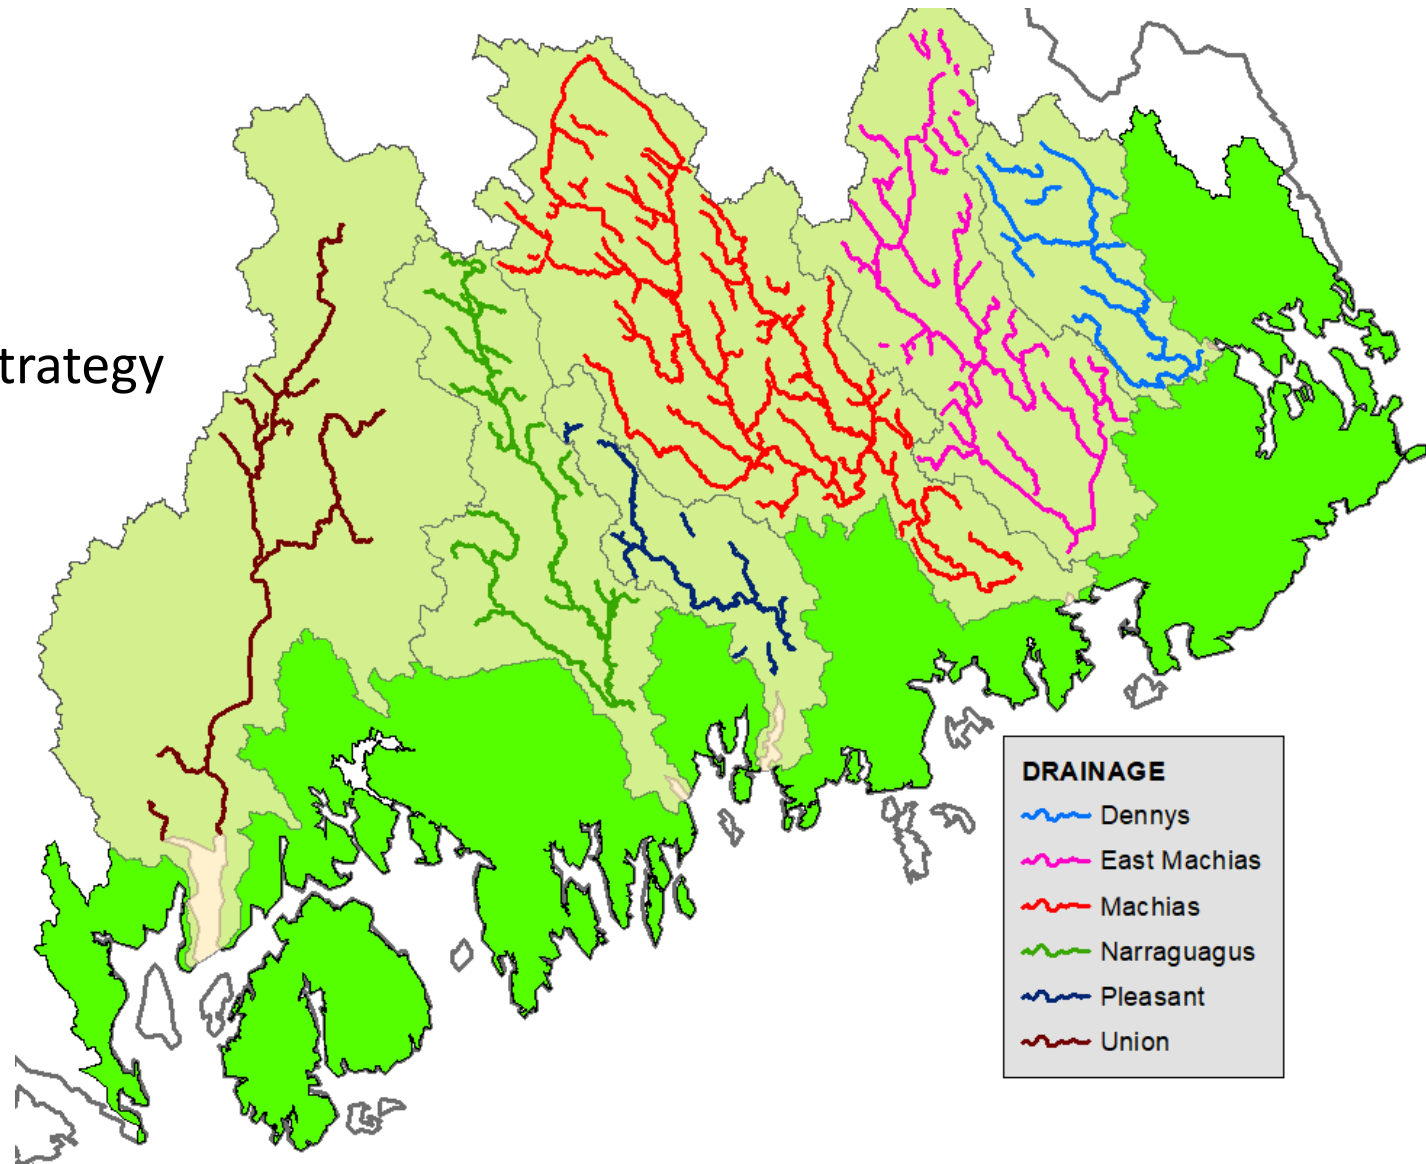 trategy
DRAINAGE
Dennys
East Machias
Machias
Narraguagus
Pleasant
Union